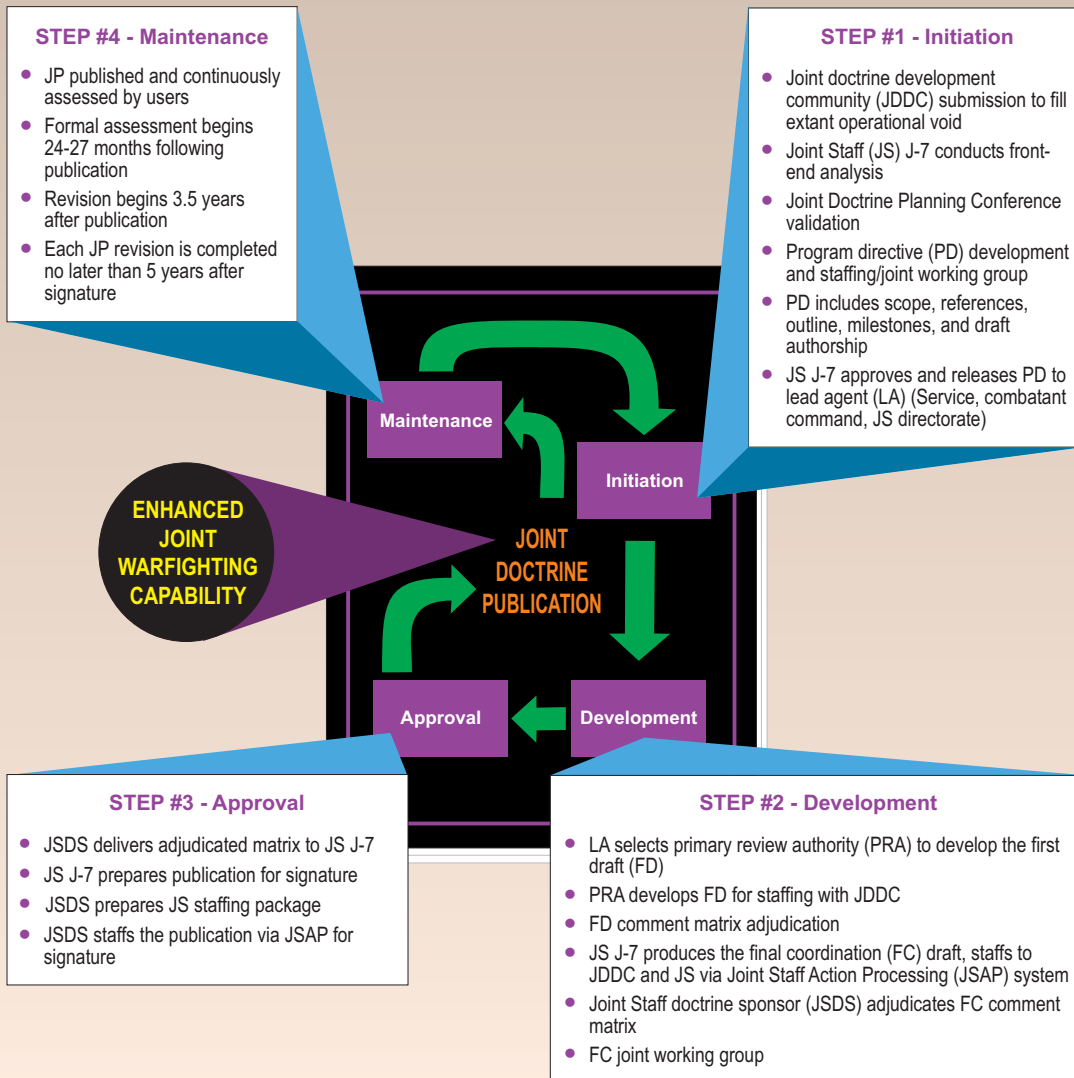 STEP #4 - Maintenance
• JP published and continuously
assessed by users
• Formal assessment begins
24-27 months following
publication
• Revision begins 3.5 years
after publication
• Each JP revision is completed
no later than 5 years after
signature
STEP #1 - Initiation
• Joint doctrine development
community (JDDC) submission to fill
extant operational void
• Joint Staff (JS) J-7 conducts front-
end analysis
• Joint Doctrine Planning Conference
validation
• Program directive (PD) development
and staffing/joint working group
• PD includes scope, references,
outline, milestones, and draft
authorship
• JS J-7 approves and releases PD to
lead agent (LA) (Service, combatant
command, JS directorate)
Maintenance
Initiation
ENHANCED
JOINT
WARFIGHTING
CAPABILITY
JOINT
DOCTRINE
PUBLICATION
Approval
Development
STEP #3 - Approval
• JSDS delivers adjudicated matrix to JS J-7
• JS J-7 prepares publication for signature
• JSDS prepares JS staffing package
• JSDS staffs the publication via JSAP for
signature
STEP #2 - Development
• LA selects primary review authority (PRA) to develop the first
draft (FD)
• PRA develops FD for staffing with JDDC
• FD comment matrix adjudication
• JS J-7 produces the final coordination (FC) draft, staffs to
JDDC and JS via Joint Staff Action Processing (JSAP) system
• Joint Staff doctrine sponsor (JSDS) adjudicates FC comment
matrix
• FC joint working group